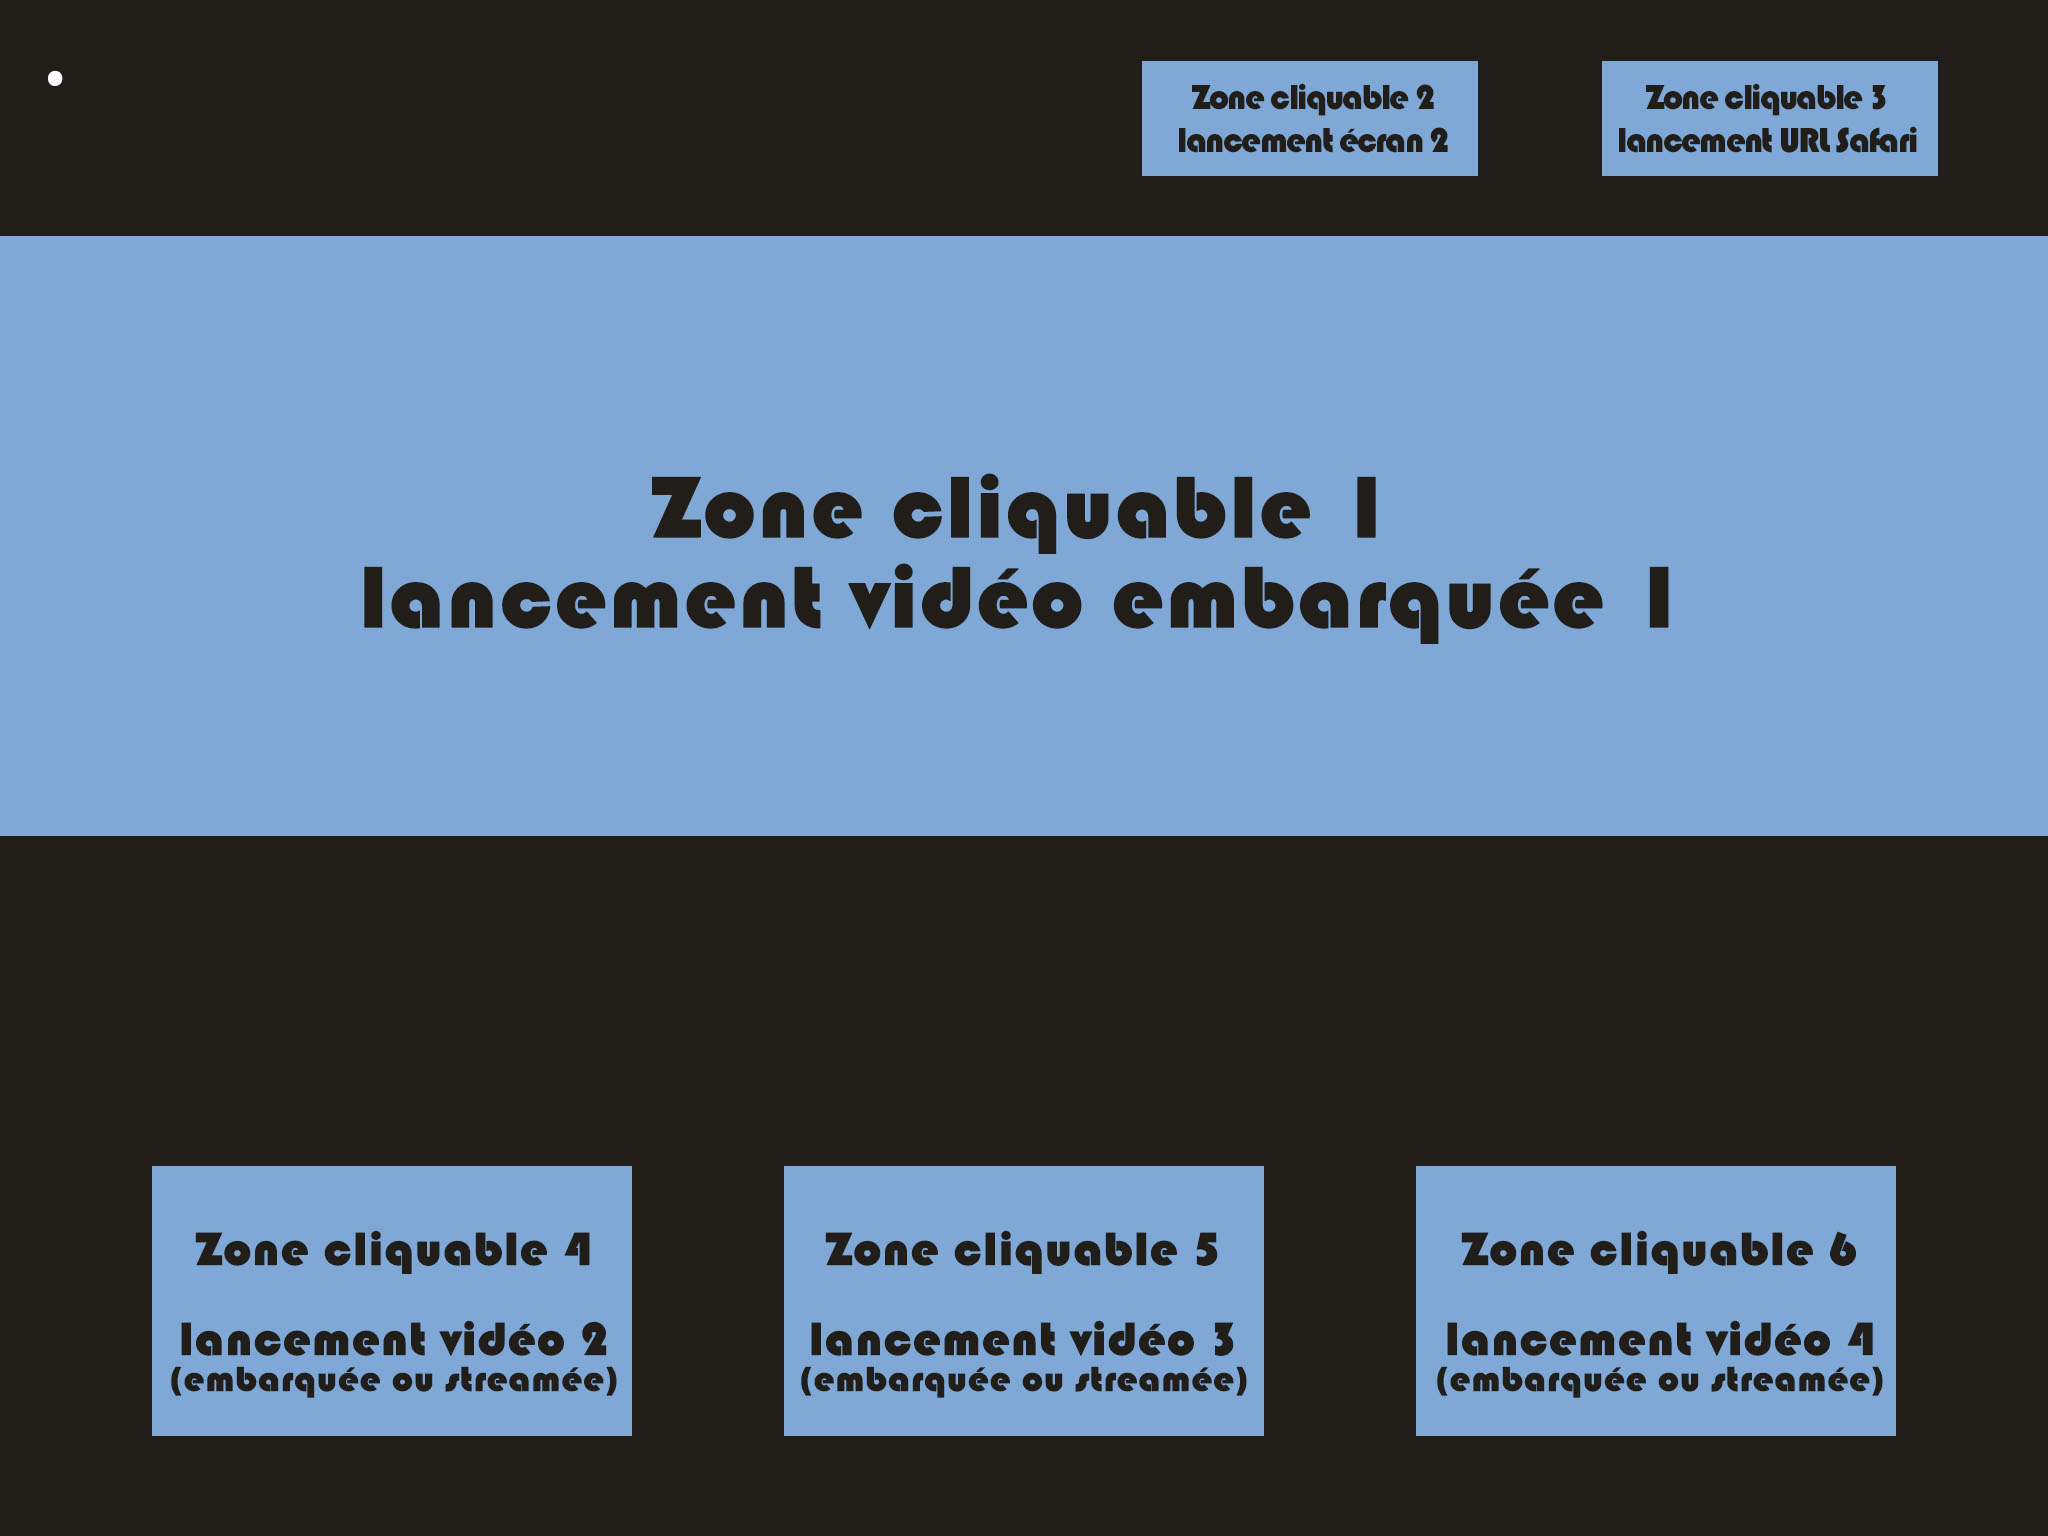 Zone cliquable 2
lancement écran 2
Zone cliquable 3
lancement URL Safari
Zone cliquable 1
lancement vidéo embarquée 1
Zone cliquable 4
lancement vidéo 2
(embarquée ou streamée)
Zone cliquable 5
lancement vidéo 3
(embarquée ou streamée)
Zone cliquable 6
lancement vidéo 4
(embarquée ou streamée)